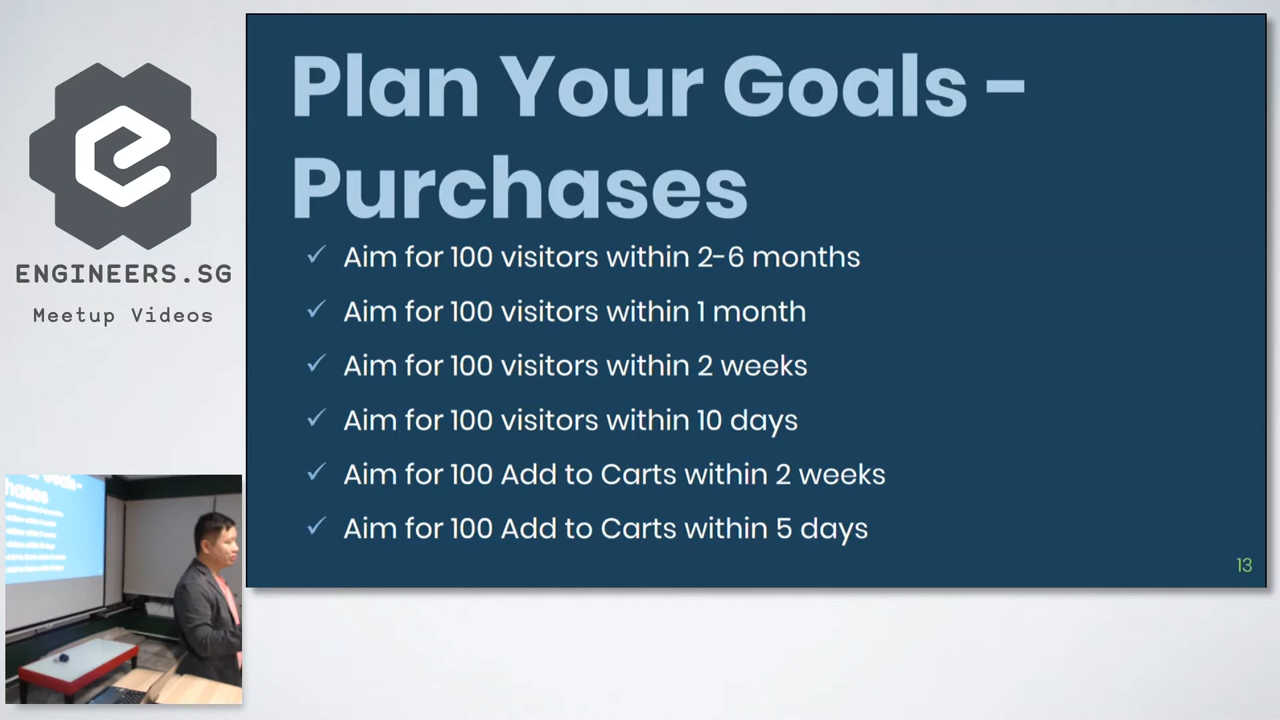 ENGINEERS.SG
Meetup Videos
Plan Your Goals -
Purchases
✓ Aim for 100 visitors within 2-6 months
✓ Aim for 100 visitors within 1 month
✓ Aim for 100 visitors within 2 weeks
✓ Aim for 100 visitors within 10 days
✓ Aim for 100 Add to Carts within 2 weeks
✓ Aim for 100 Add to Carts within 5 days
13